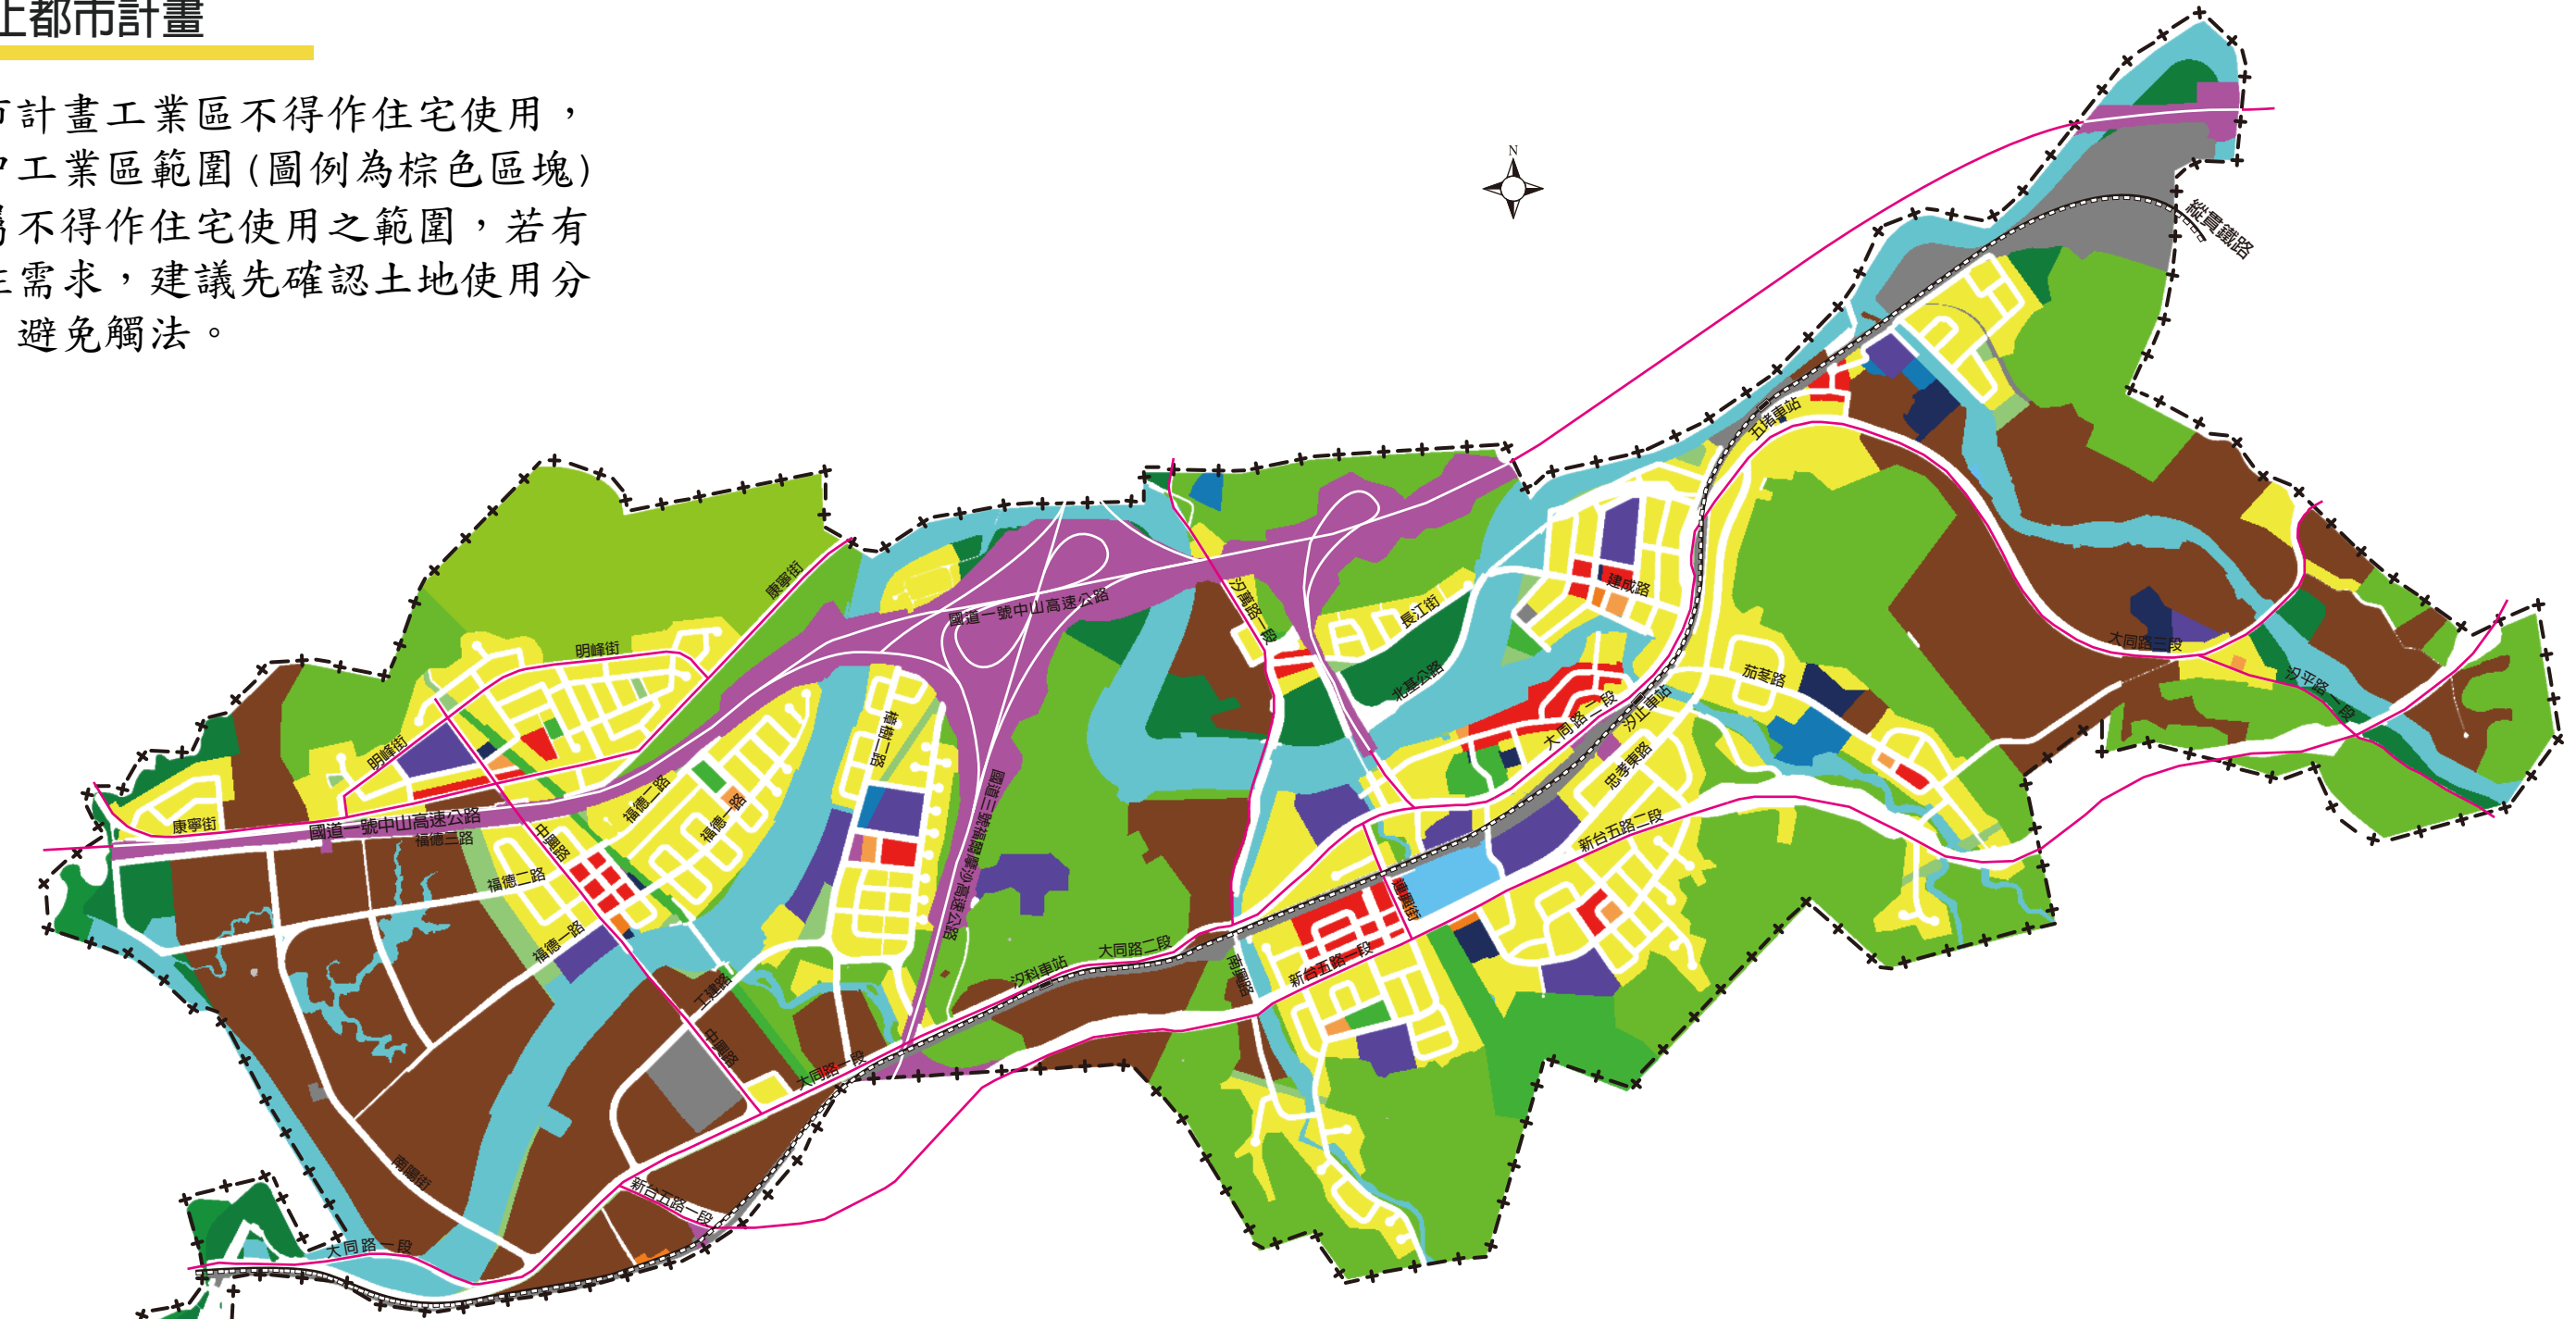 上都市計畫
市計畫工業區不得作住宅使用，
中工業區範圍(圖例為棕色區塊)
屬不得作住宅使用之範圍，若有
住需求，建議先確認土地使用分
避免觸法。
N
縱貫鐵路
五堵車站
康寧街
國道一號中山高速公路
汐萬路一段
長江街
建成路
明峰街
北基公路
大同路三段
茄苳路
汐平路一段
汐止車站
大同路二段
樟樹二路
明峰街
忠孝東路
國道三號福爾摩沙高速公路
福德二路
福德一路
康寧街
國道一號中山高速公路
福德三路
中興路
新台五路二段
福德二路
連興街
福德一路
大同路二段
汐科車站
南興路
新台五路一段
工建路
中興路
大同路一段
南陽街
新台五路一段
大同路一段